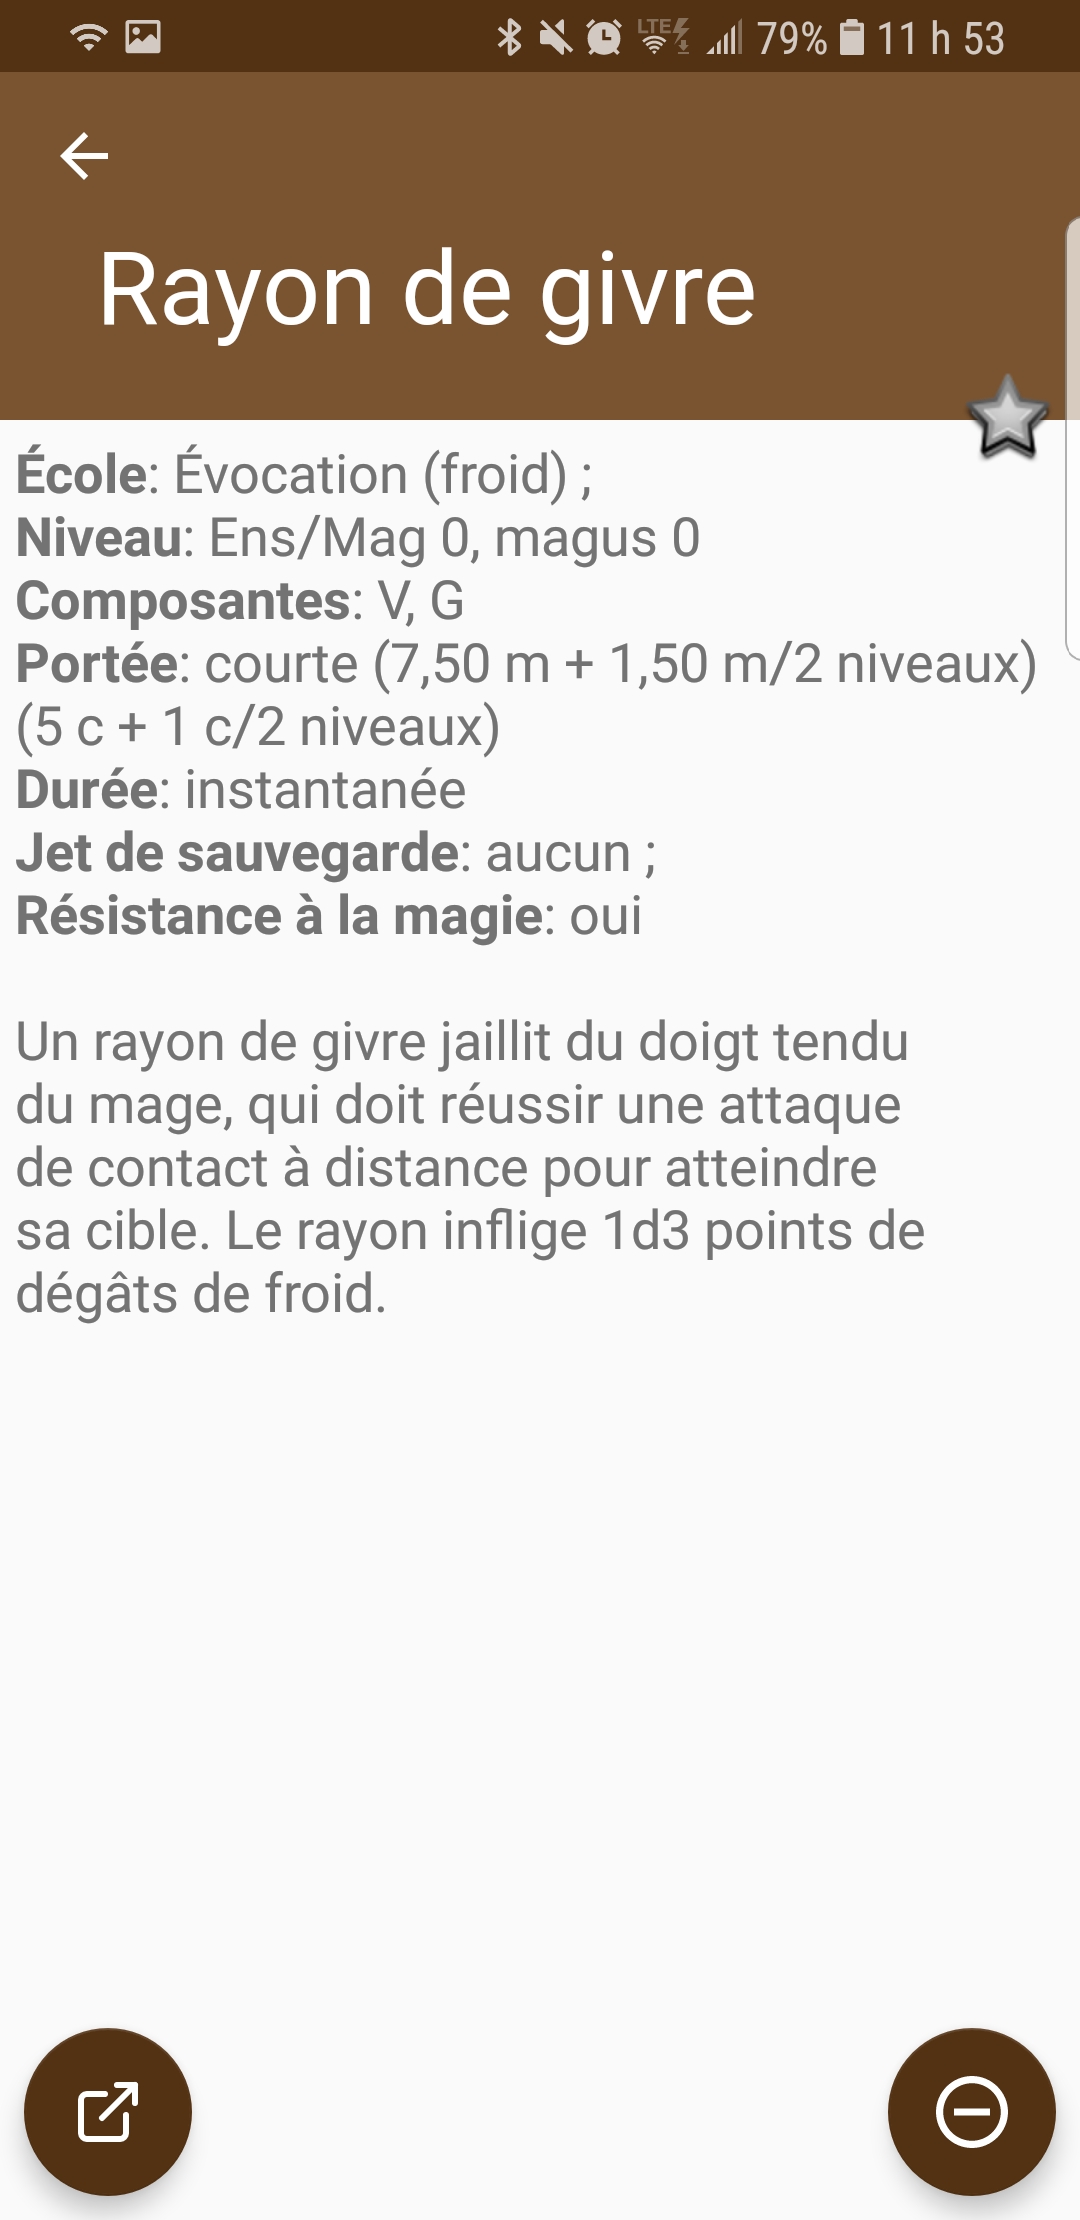 LTE 79% 11 h 53
Rayon de givre
École: Évocation (froid) ;
Niveau: Ens/Mag 0, magus 0
Composantes: V, G
Portée: courte (7,50 m + 1,50 m/2 niveaux)
(5 c + 1 c/2 niveaux)
Durée: instantanée
Jet de sauvegarde: aucun ;
Résistance à la magie: oui
Un rayon de givre jaillit du doigt tendu
du mage, qui doit réussir une attaque
de contact à distance pour atteindre
sa cible. Le rayon inflige 1d3 points de
dégâts de froid.